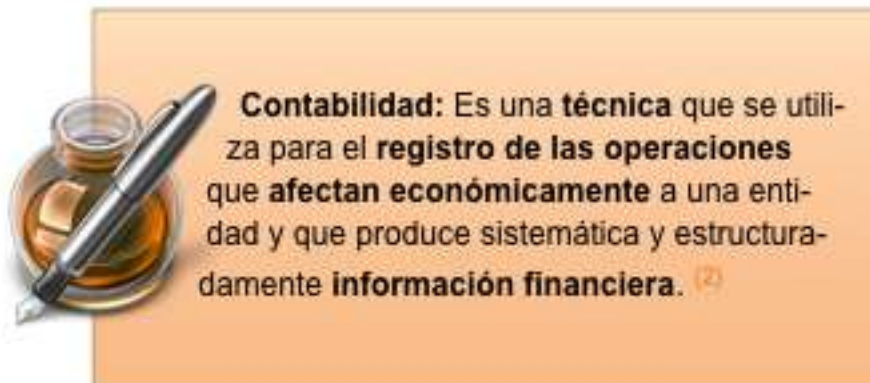 Contabilidad: Es una técnica que se utili-
za para el registro de las operaciones
que afectan económicamente a una enti-
dad y que produce sistemática y estructura-
damente información financiera. (2)